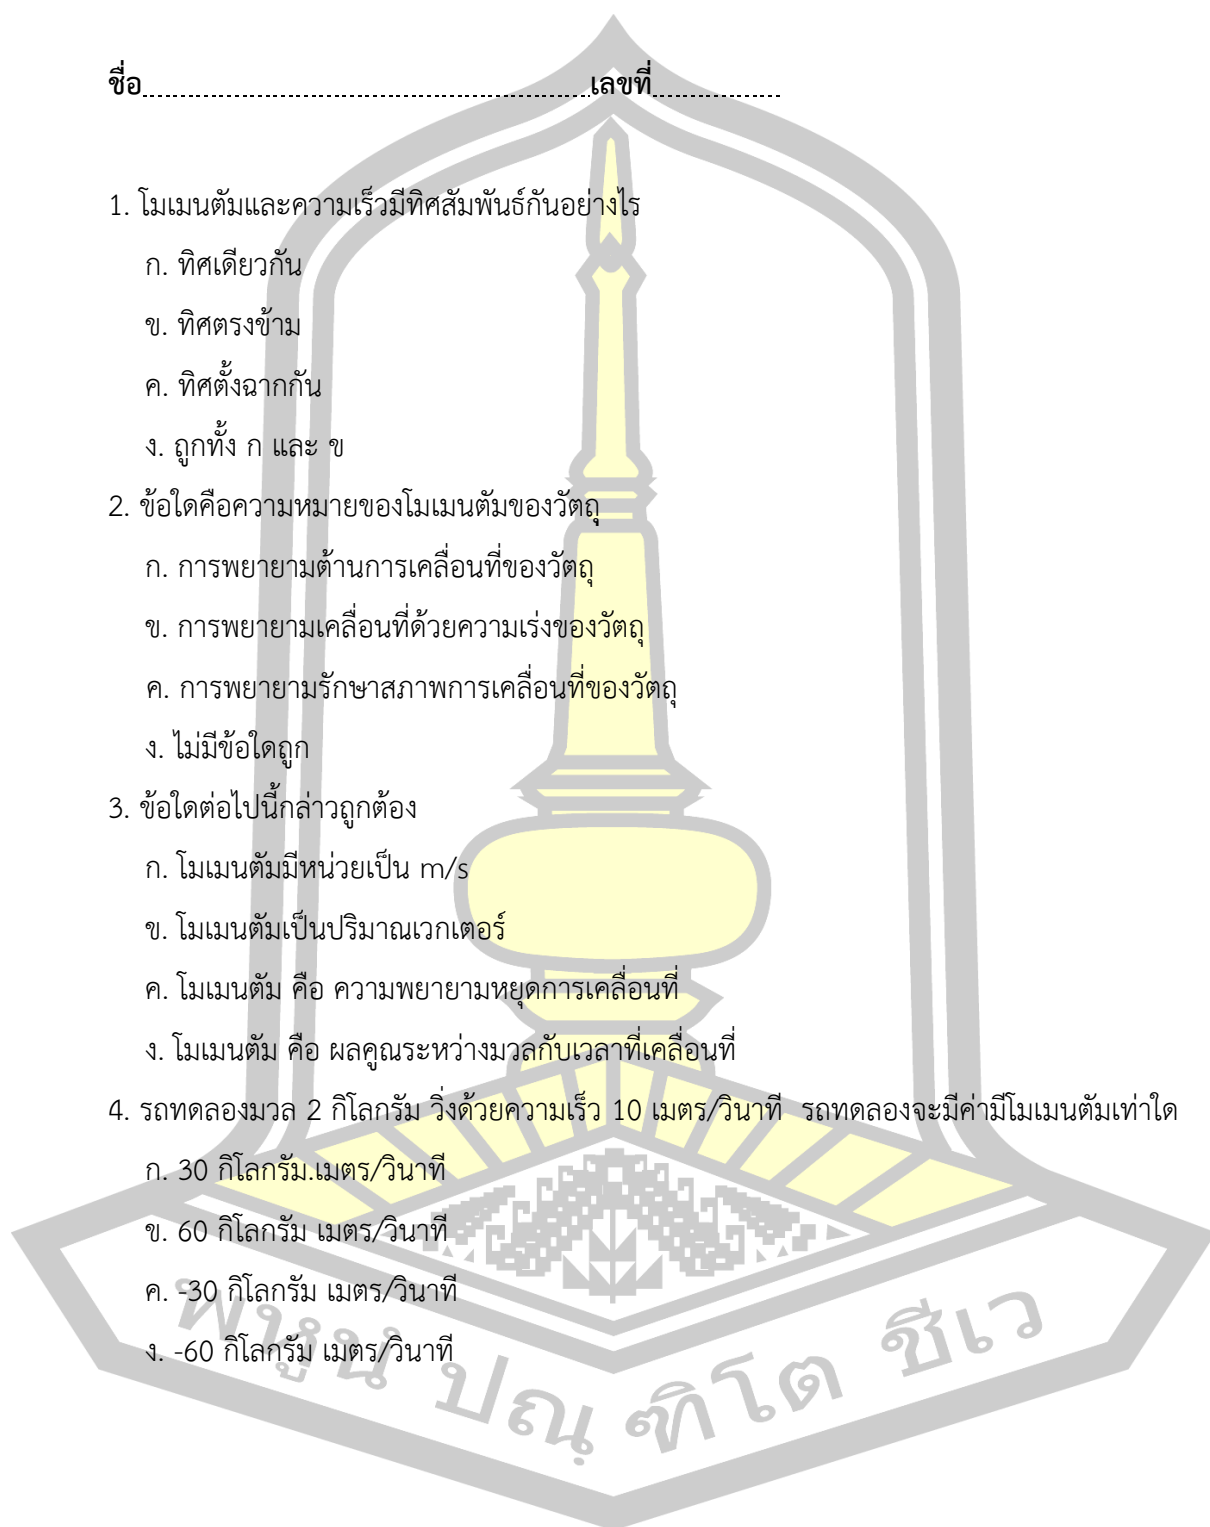 ชื่อ................................................................เลขที่..................
1. โมเมนตัมและความเร็วมีทิศสัมพันธ์กันอย่างไร
ก. ทิศเดียวกัน
ข. ทิศตรงข้าม
ค. ทิศตั้งฉากกัน
ง. ถูกทั้ง ก และ ข
2. ข้อใดคือความหมายของโมเมนตัมของวัตถุ
ก. การพยายามต้านการเคลื่อนที่ของวัตถุ
ข. การพยายามเคลื่อนที่ด้วยความเร่งของวัตถุ
ค. การพยายามรักษาสภาพการเคลื่อนที่ของวัตถุ
ง. ไม่มีข้อใดถูก
3. ข้อใดต่อไปนี้กล่าวถูกต้อง
ก. โมเมนตัมมีหน่วยเป็น m/s
ข. โมเมนตัมเป็นปริมาณเวกเตอร์
ค. โมเมนตัม คือ ความพยายามหยุดการเคลื่อนที่
ง. โมเมนตัม คือ ผลคูณระหว่างมวลกับเวลาที่เคลื่อนที่
4. รถทดลองมวล 2 กิโลกรัม วิ่งด้วยความเร็ว 10 เมตร/วินาที รถทดลองจะมีค่ามีโมเมนตัมเท่าใด
ก. 30 กิโลกรัม.เมตร/วินาที
ข. 60 กิโลกรัม เมตร/วินาที
ค. -30 กิโลกรัม เมตร/วินาที
ง. -60 กิโลกรัม เมตร/วินาที
พหูนํ ปณฺฑิโต ชีเว